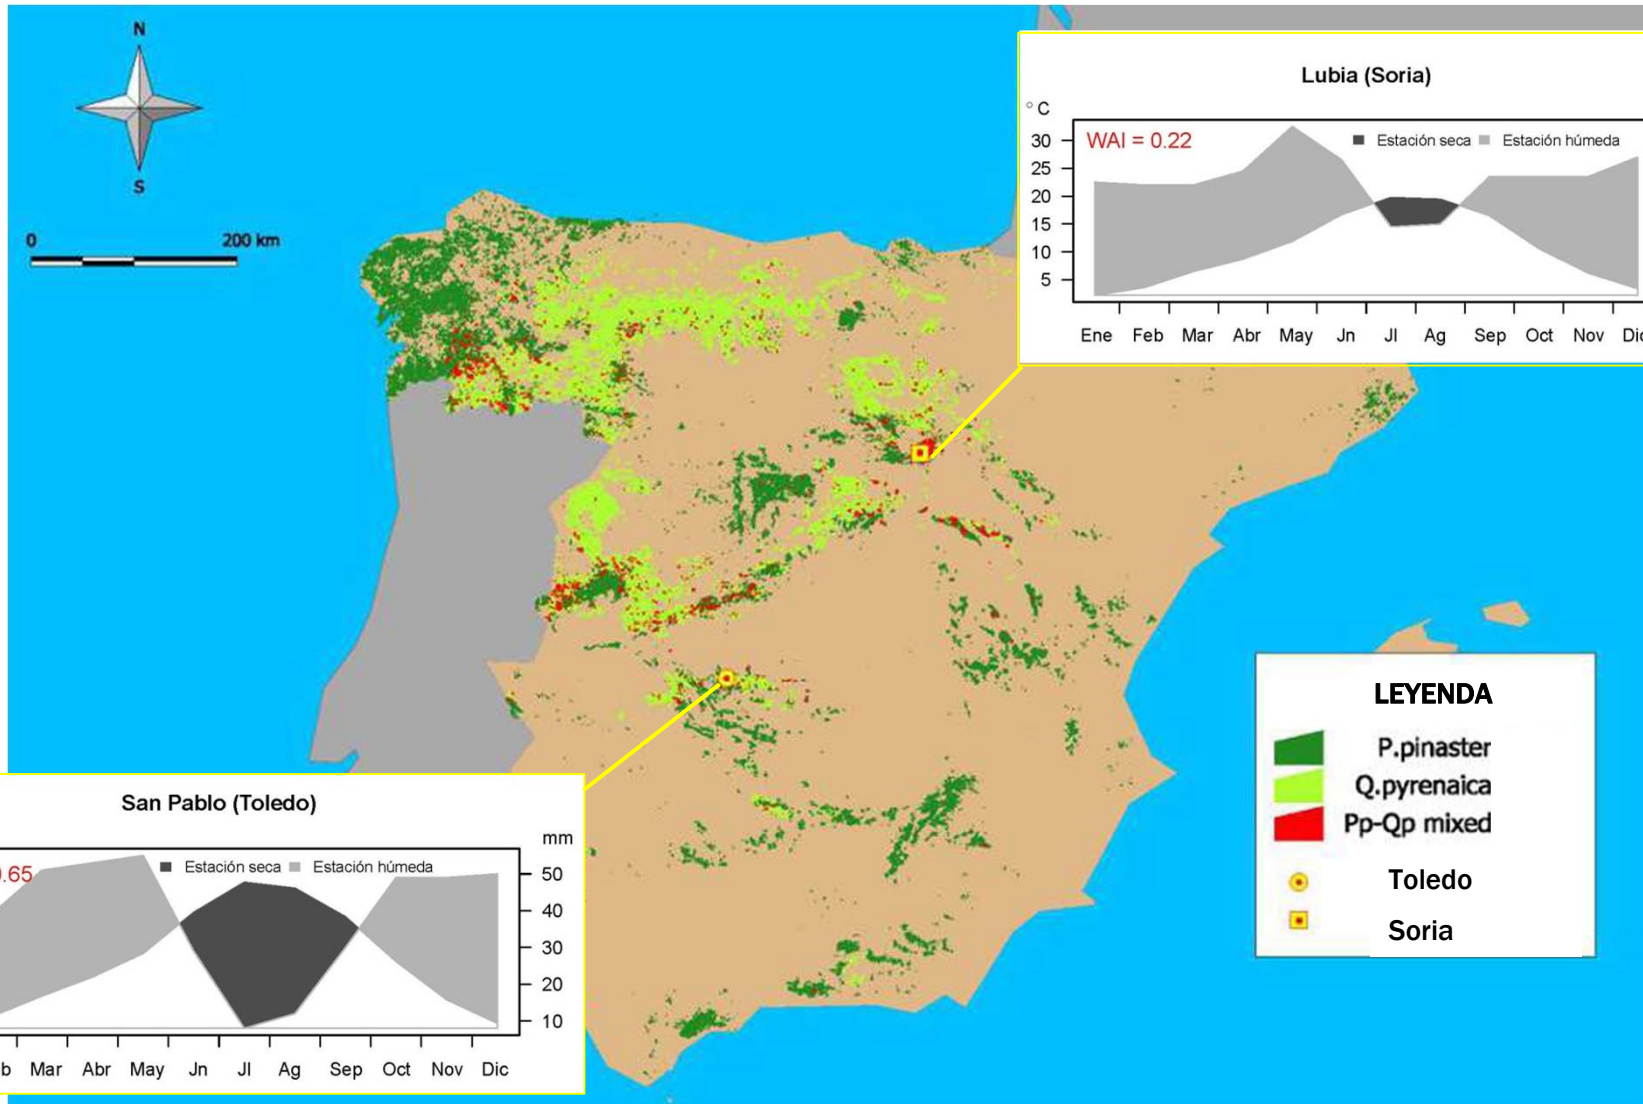 N
S
0 200 km
Lubia (Soria)
° C
WAI = 0.22
Estación seca Estación húmeda
30
25
20
15
10
5
Ene Feb Mar Abr May Jn Jl Ag Sep Oct Nov Dic
San Pablo (Toledo)
mm
.65
Estación seca Estación húmeda
50
40
30
20
10
b Mar Abr May Jn Jl Ag Sep Oct Nov Dic
LEYENDA
P.pinaster
Q.pyrenaica
Pp-Qp mixed
Toledo
Soria